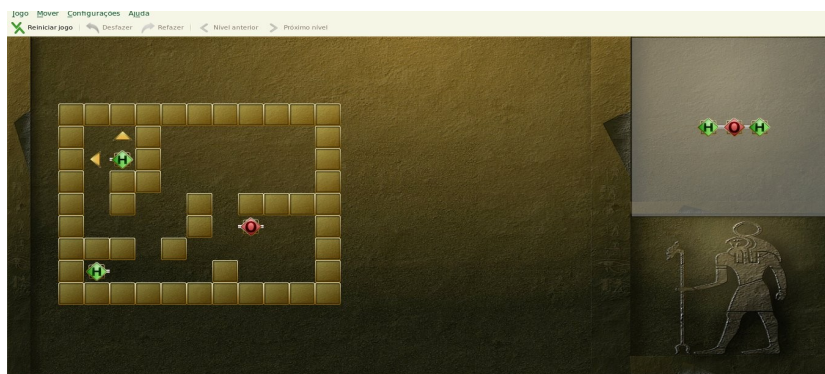 Jogo Mover Configurações Ajuda
Reiniciar jogo Desfazer Refazer Nível anterior Próximo nível
H O H
H
O
H